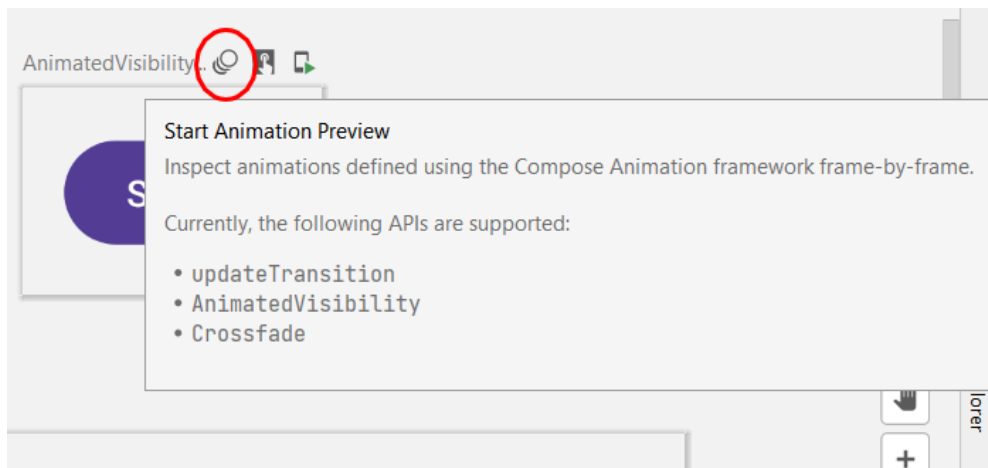 AnimatedVisibility...
Start Animation Preview
Inspect animations defined using the Compose Animation framework frame-by-frame.
Currently, the following APIs are supported:
• updateTransition
• AnimatedVisibility
• Crossfade
S
lorer
+